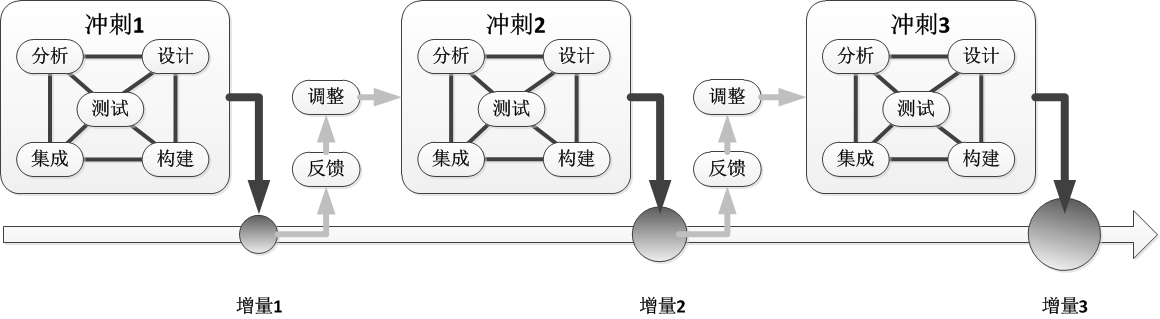 冲刺1
分析
设计
测试
集成
构建
调整
反馈
冲刺2
分析
设计
测试
集成
构建
调整
反馈
冲刺3
分析
设计
测试
集成
构建
增量1
增量2
增量3